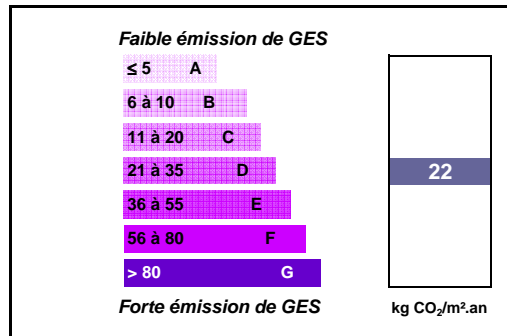 Faible émission de GES
≤ 5 A
6 à 10 B
11 à 20 C
21 à 35 D
22
36 à 55 E
56 à 80 F
> 80 G
Forte émission de GES
kg CO₂/m².an